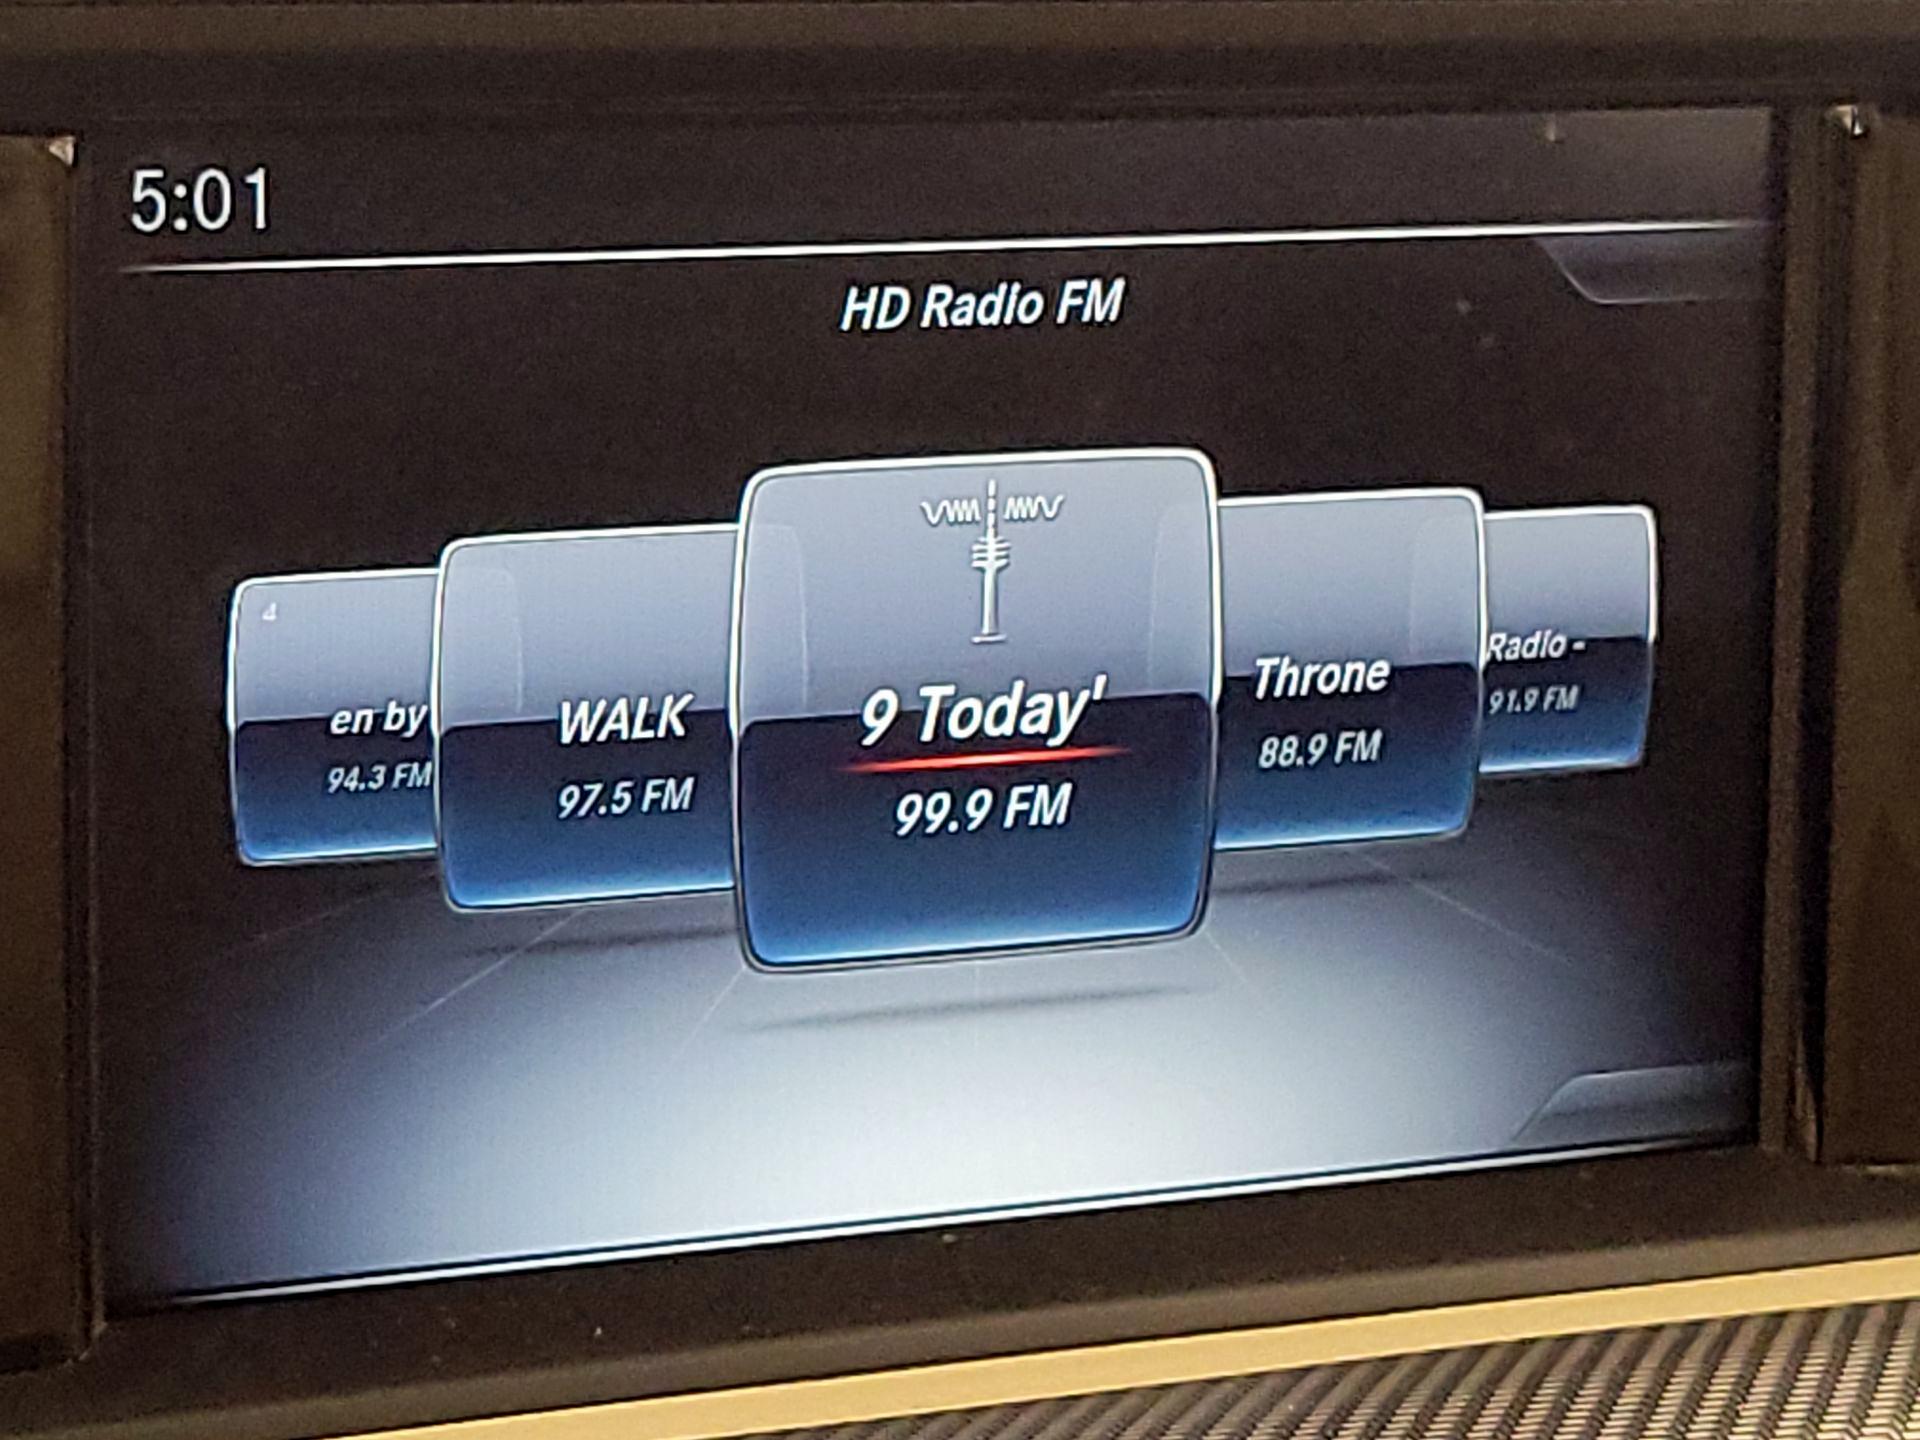 5:01
HD Radio FM
4
en by
94.3 FM
WALK
97.5 FM
9 Today'
99.9 FM
Throne
88.9 FM
Radio -
91.9 FM